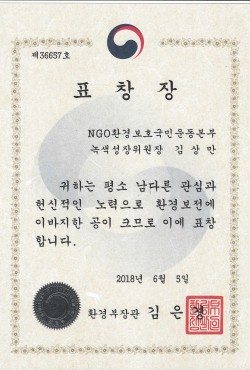 제36657호
표창장
NGO환경보호국민운동본부
녹색성장위원장 김상만
귀하는 평소 남다른 관심과
헌신적인 노력으로 환경보전에
이바지한 공이 크므로 이에 표창
합니다.
2018년 6월 5일
환경부장관 김은경